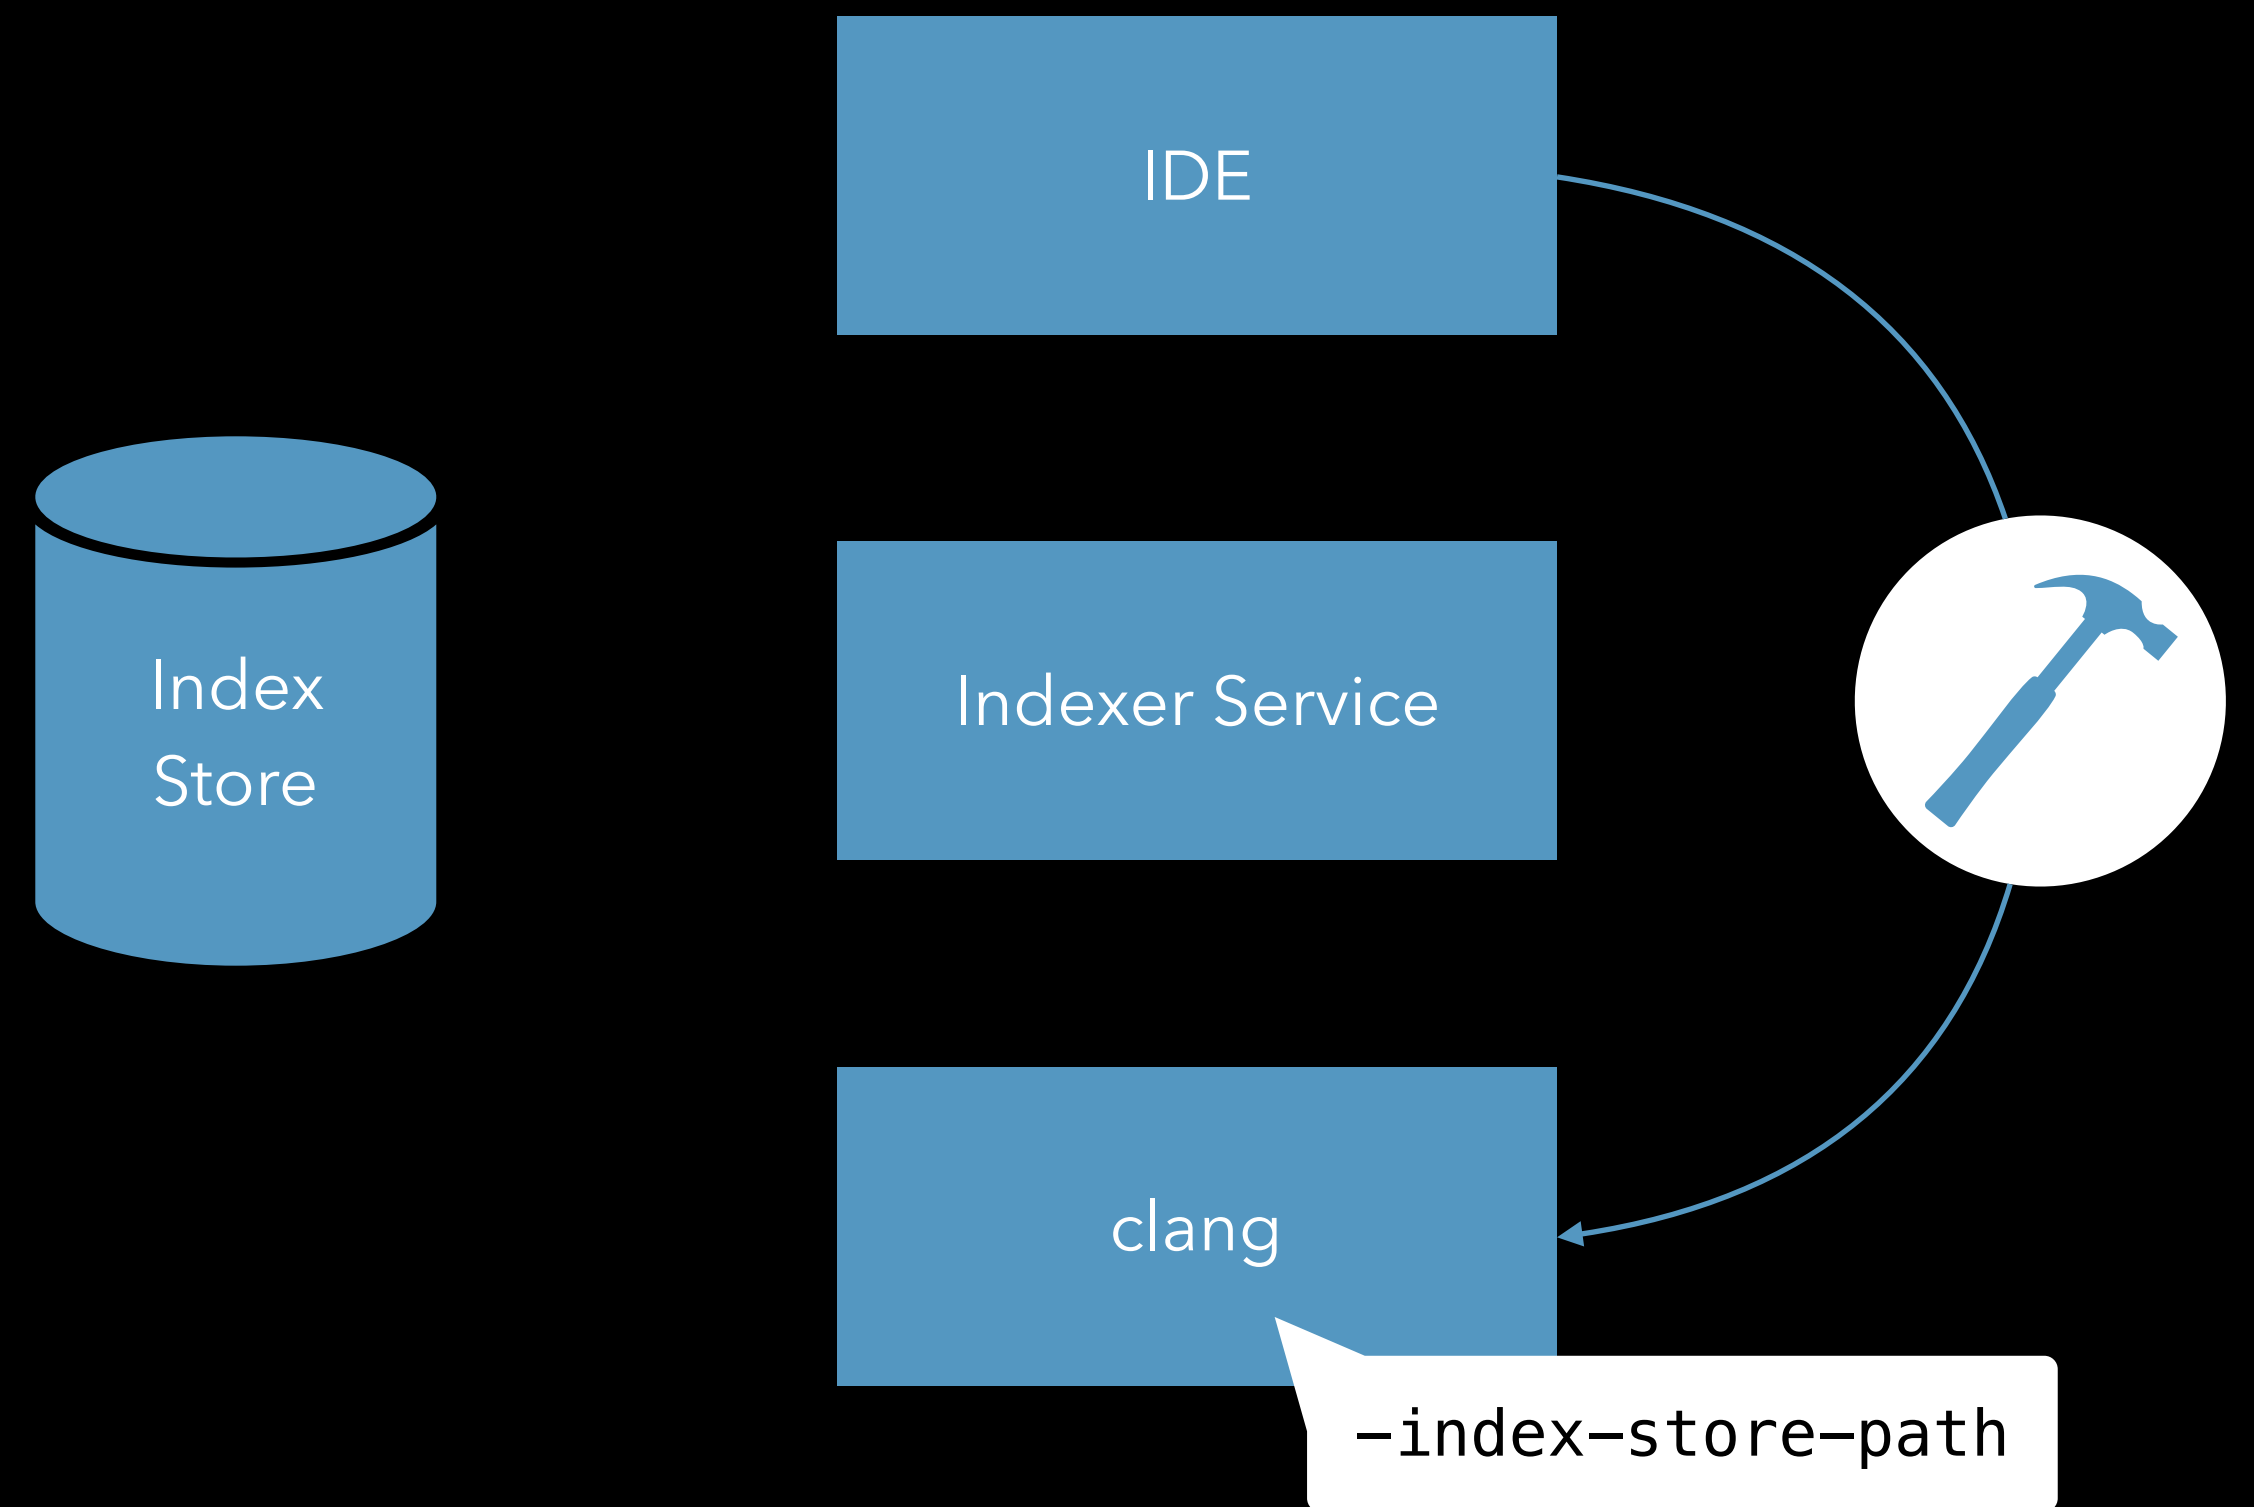 IDE
Index
Store
Indexer Service
clang
-index-store-path